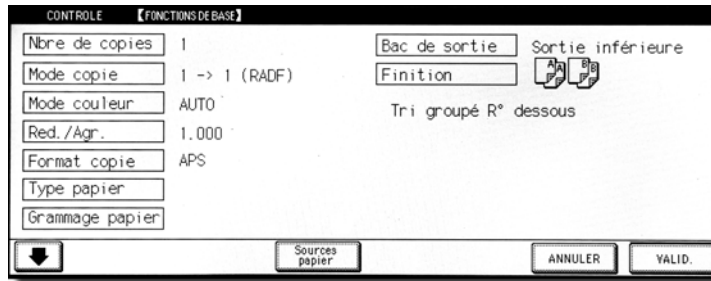 CONTROLE 【FONCTIONS DE BASE】
Nbre de copies 1
Mode copie 1 -> 1 (RADF)
Mode couleur AUTO
Red./Agr. 1.000
Format copie APS
Type papier
Grammage papier
Bac de sortie Sortie inférieure
Finition A A B B
Tri groupé R° dessous
Sources
papier
ANNULER
VALID.